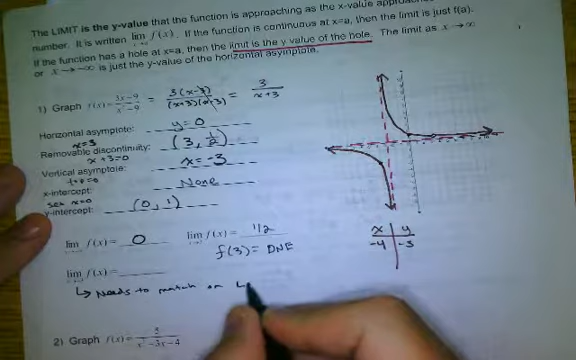 The LIMIT is the y-value that the function is approaching as the x-value approaches
number. It is written lim f(x). If the function is continuous at x=a, then the limit is just f(a).
If the function has a hole at x=a, then the limit is the y value of the hole. The limit as x→∞
or x→-∞ is just the y-value of the horizontal asymptote.
1) Graph f(x) = 3x-9 / x²-9 = 3(x-3) / (x+3)(x-3) = 3 / x+3
Horizontal asymptote: y=0
x=3
Removable discontinuity: (3, 1/2)
x+3=0
Vertical asymptote: x=-3
top=0
x-intercept: None
set x=0
y-intercept: (0,1)
lim f(x)= 0 lim f(x)= 1/2
f(3)= DNE
lim f(x)=
↳ Needs to match on L
x y
-4 -3
2) Graph f(x) = 5 / x²-3x-4